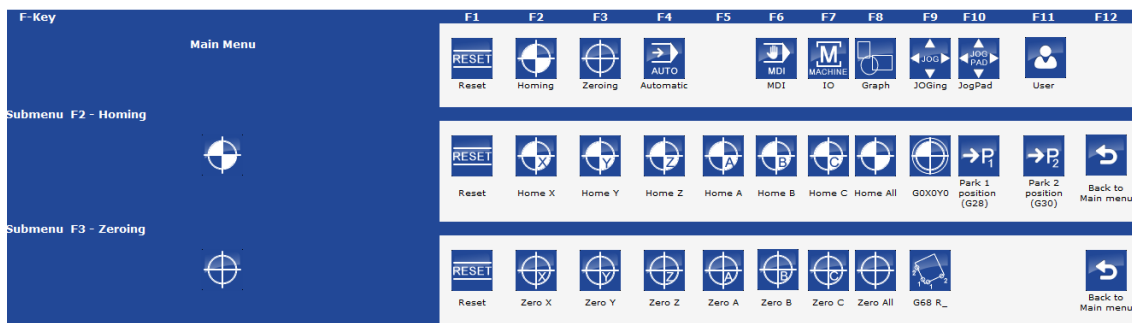 F-Key F1 F2 F3 F4 F5 F6 F7 F8 F9 F10 F11 F12
Main Menu
RESET AUTO MDI M MACHINE JOG JOG PAD
Reset Homing Zeroing Automatic MDI IO Graph JOGing JogPad User
Submenu F2 - Homing
RESET X Y Z A B C P1 P2
Reset Home X Home Y Home Z Home A Home B Home C Home All G0X0Y0 Park 1 position (G28) Park 2 position (G30) Back to Main menu
Submenu F3 - Zeroing
RESET X Y Z A B C 1 0 2
Reset Zero X Zero Y Zero Z Zero A Zero B Zero C Zero All G68 R_ Back to Main menu